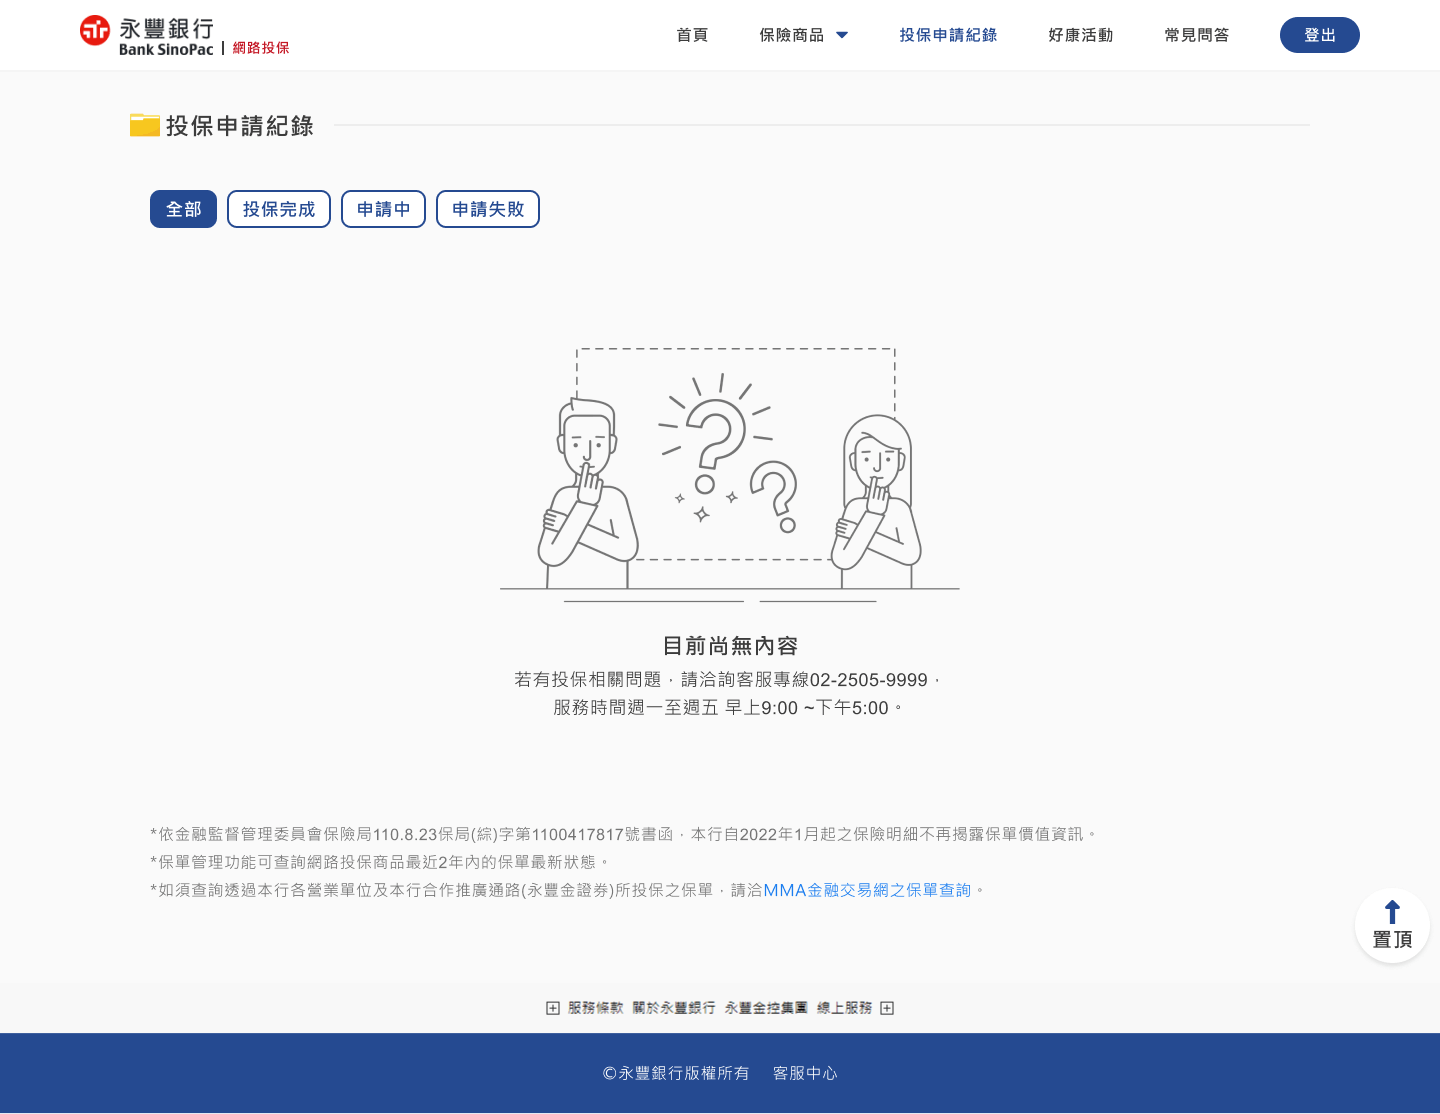 永豐銀行
Bank SinoPac | 網路投保
首頁 保險商品 投保申請紀錄 好康活動 常見問答 登出
投保申請紀錄
全部 投保完成 申請中 申請失敗
目前尚無內容
若有投保相關問題，請洽詢客服專線02-2505-9999，
服務時間週一至週五 早上9:00 ~下午5:00。
*依金融監督管理委員會保險局110.8.23保局(綜)字第1100417817號書函，本行自2022年1月起之保險明細不再揭露保單價值資訊。
*保單管理功能可查詢網路投保商品最近2年內的保單最新狀態。
*如須查詢透過本行各營業單位及本行合作推廣通路(永豐金證券)所投保之保單，請洽MMA金融交易網之保單查詢。
置頂
服務條款 關於永豐銀行 永豐金控集團 線上服務
©永豐銀行版權所有 客服中心